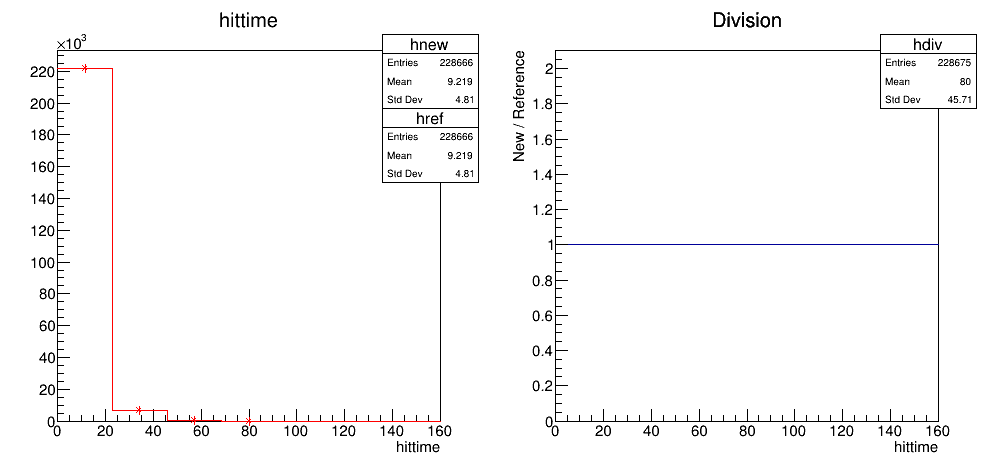 hittime
×10³
220
200
180
160
140
120
100
80
60
40
20
0
0 20 40 60 80 100 120 140 160
hittime
hnew
Entries 228666
Mean 9.219
Std Dev 4.81
href
Entries 228666
Mean 9.219
Std Dev 4.81
Division
New / Reference
2
1.8
1.6
1.4
1.2
1
0.8
0.6
0.4
0.2
0
0 20 40 60 80 100 120 140 160
hittime
hdiv
Entries 228675
Mean 80
Std Dev 45.71